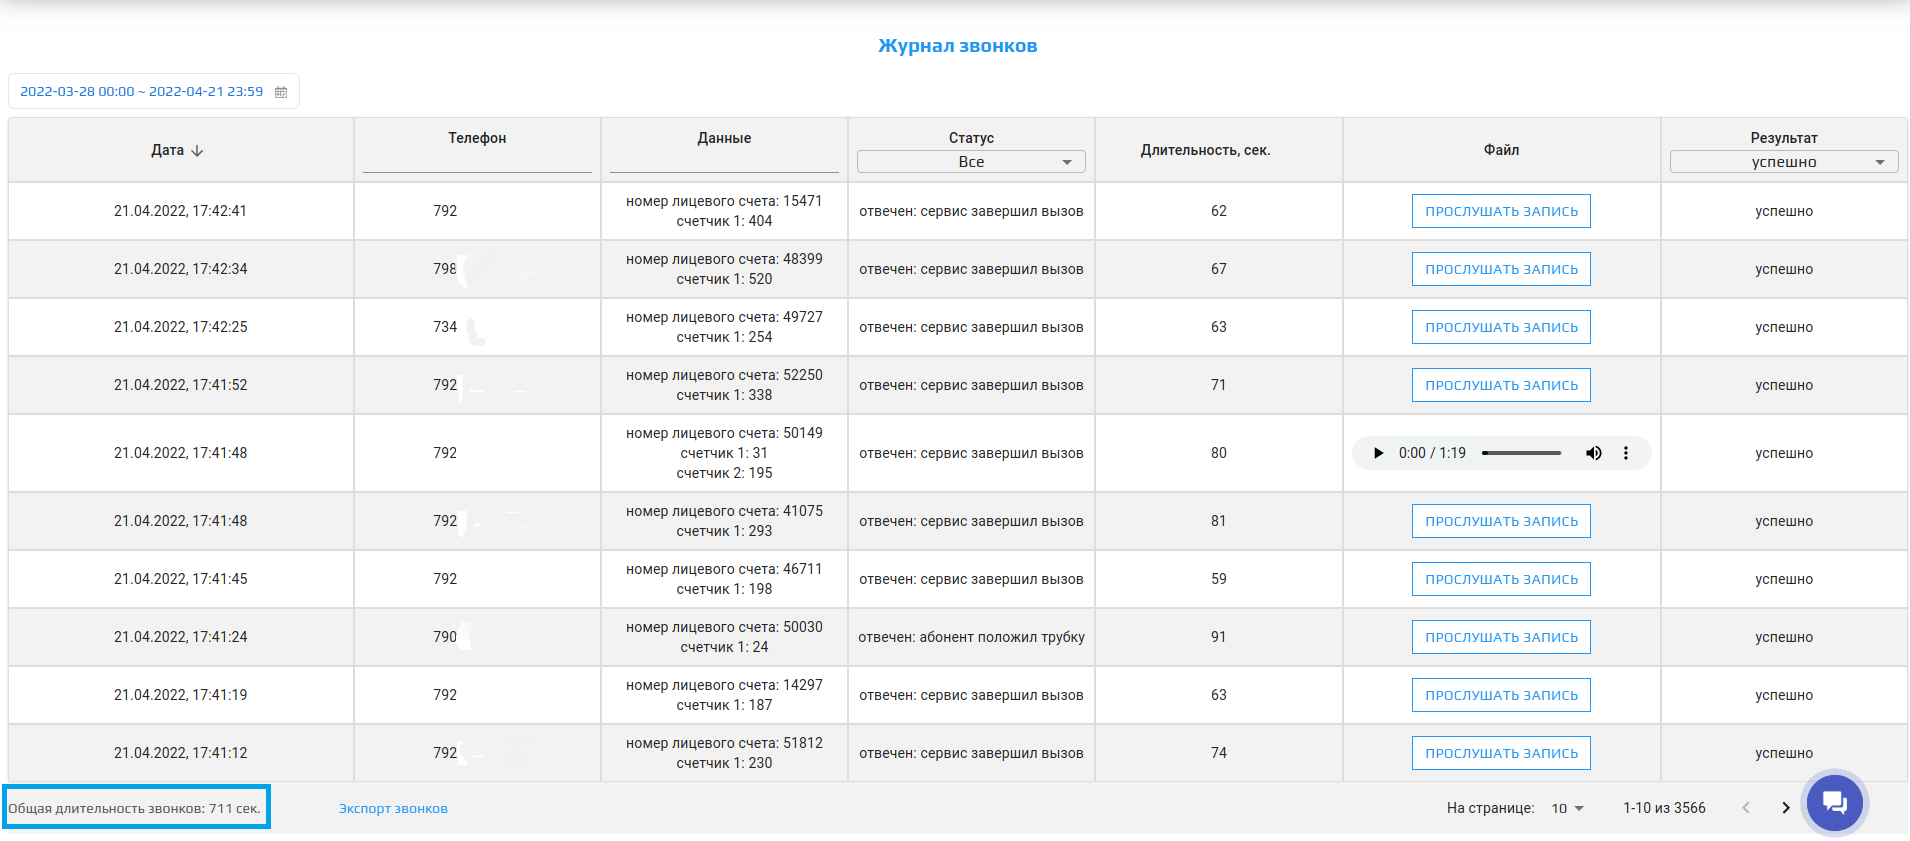 Журнал звонков
2022-03-28 00:00 ~ 2022-04-21 23:59
Дата Телефон Данные Статус Длительность, сек. Файл Результат
Все успешно
21.04.2022, 17:42:41 792 номер лицевого счета: 15471 отвечен: сервис завершил вызов 62 ПРОСЛУШАТЬ ЗАПИСЬ успешно
счетчик 1: 404
21.04.2022, 17:42:34 798 номер лицевого счета: 48399 отвечен: сервис завершил вызов 67 ПРОСЛУШАТЬ ЗАПИСЬ успешно
счетчик 1: 520
21.04.2022, 17:42:25 734 номер лицевого счета: 49727 отвечен: сервис завершил вызов 63 ПРОСЛУШАТЬ ЗАПИСЬ успешно
счетчик 1: 254
21.04.2022, 17:41:52 792 номер лицевого счета: 52250 отвечен: сервис завершил вызов 71 ПРОСЛУШАТЬ ЗАПИСЬ успешно
счетчик 1: 338
номер лицевого счета: 50149
21.04.2022, 17:41:48 792 счетчик 1: 31 отвечен: сервис завершил вызов 80 0:00 / 1:19 успешно
счетчик 2: 195
21.04.2022, 17:41:48 792 номер лицевого счета: 41075 отвечен: сервис завершил вызов 81 ПРОСЛУШАТЬ ЗАПИСЬ успешно
счетчик 1: 293
21.04.2022, 17:41:45 792 номер лицевого счета: 46711 отвечен: сервис завершил вызов 59 ПРОСЛУШАТЬ ЗАПИСЬ успешно
счетчик 1: 198
21.04.2022, 17:41:24 790 номер лицевого счета: 50030 отвечен: абонент положил трубку 91 ПРОСЛУШАТЬ ЗАПИСЬ успешно
счетчик 1: 24
21.04.2022, 17:41:19 792 номер лицевого счета: 14297 отвечен: сервис завершил вызов 63 ПРОСЛУШАТЬ ЗАПИСЬ успешно
счетчик 1: 187
21.04.2022, 17:41:12 792 номер лицевого счета: 51812 отвечен: сервис завершил вызов 74 ПРОСЛУШАТЬ ЗАПИСЬ успешно
счетчик 1: 230
Общая длительность звонков: 711 сек. Экспорт звонков На странице: 10 1-10 из 3566